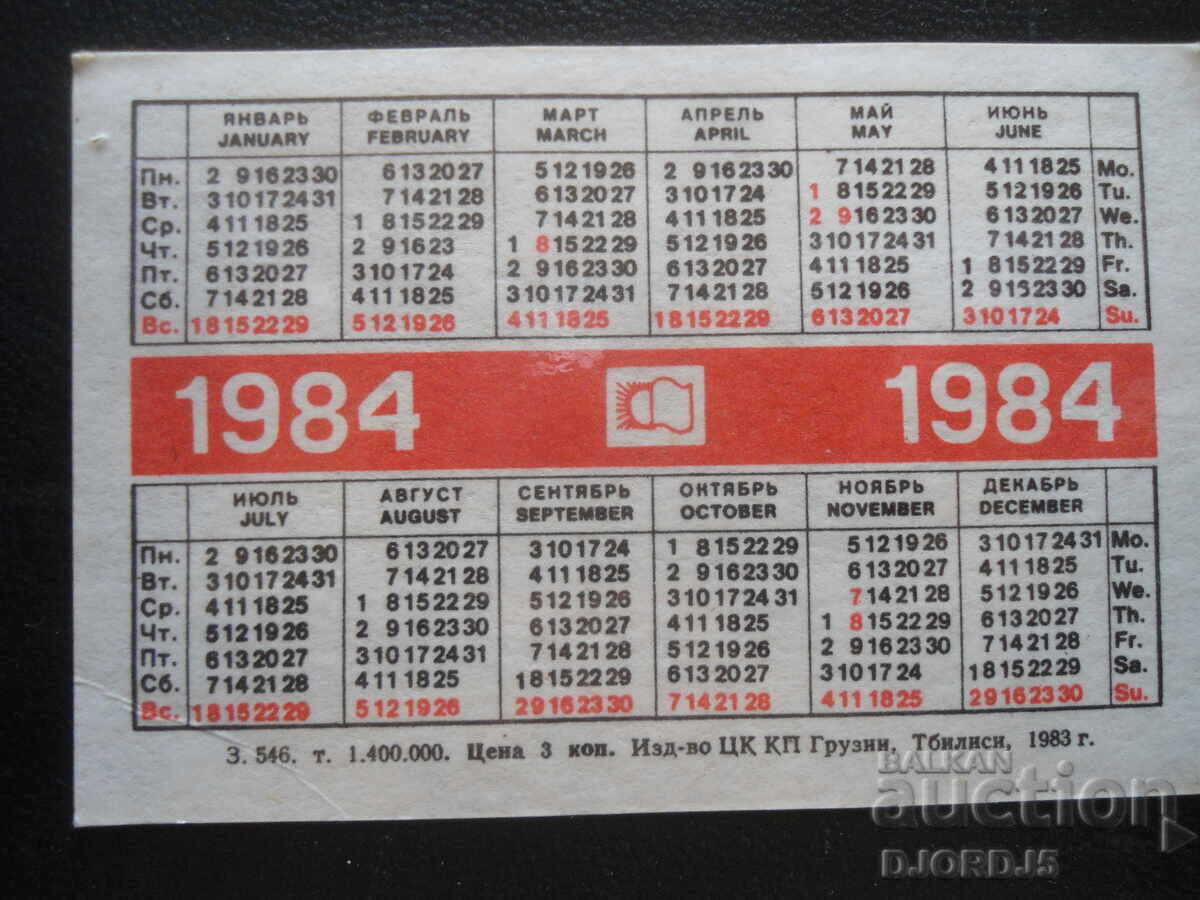 ЯНВАРЬ ФЕВРАЛЬ МАРТ АПРЕЛЬ МАЙ ИЮНЬ
JANUARY FEBRUARY MARCH APRIL MAY JUNE
Пн. 2 9 16 23 30 6 13 20 27 5 12 19 26 2 9 16 23 30 7 14 21 28 4 11 18 25 Mo.
Вт. 3 10 17 24 31 7 14 21 28 6 13 20 27 3 10 17 24 1 8 15 22 29 5 12 19 26 Tu.
Ср. 4 11 18 25 1 8 15 22 29 7 14 21 28 4 11 18 25 2 9 16 23 30 6 13 20 27 We.
Чт. 5 12 19 26 2 9 16 23 1 8 15 22 29 5 12 19 26 3 10 17 24 31 7 14 21 28 Th.
Пт. 6 13 20 27 3 10 17 24 2 9 16 23 30 6 13 20 27 4 11 18 25 1 8 15 22 29 Fr.
Сб. 7 14 21 28 4 11 18 25 3 10 17 24 31 7 14 21 28 5 12 19 26 2 9 16 23 30 Sa.
Вс. 1 8 15 22 29 5 12 19 26 4 11 18 25 1 8 15 22 29 6 13 20 27 3 10 17 24 Su.
1984 1984
ИЮЛЬ АВГУСТ СЕНТЯБРЬ ОКТЯБРЬ НОЯБРЬ ДЕКАБРЬ
JULY AUGUST SEPTEMBER OCTOBER NOVEMBER DECEMBER
Пн. 2 9 16 23 30 6 13 20 27 3 10 17 24 1 8 15 22 29 5 12 19 26 3 10 17 24 31 Mo.
Вт. 3 10 17 24 31 7 14 21 28 4 11 18 25 2 9 16 23 30 6 13 20 27 4 11 18 25 Tu.
Ср. 4 11 18 25 1 8 15 22 29 5 12 19 26 3 10 17 24 31 7 14 21 28 5 12 19 26 We.
Чт. 5 12 19 26 2 9 16 23 30 6 13 20 27 4 11 18 25 1 8 15 22 29 6 13 20 27 Th.
Пт. 6 13 20 27 3 10 17 24 31 7 14 21 28 5 12 19 26 2 9 16 23 30 7 14 21 28 Fr.
Сб. 7 14 21 28 4 11 18 25 1 8 15 22 29 6 13 20 27 3 10 17 24 1 8 15 22 29 Sa.
Вс. 1 8 15 22 29 5 12 19 26 2 9 16 23 30 7 14 21 28 4 11 18 25 2 9 16 23 30 Su.
З. 546. т. 1.400.000. Цена 3 коп. Изд-во ЦК КП Грузии, Тбилиси, 1983 г.
BALKAN
auction
DJORDJ5